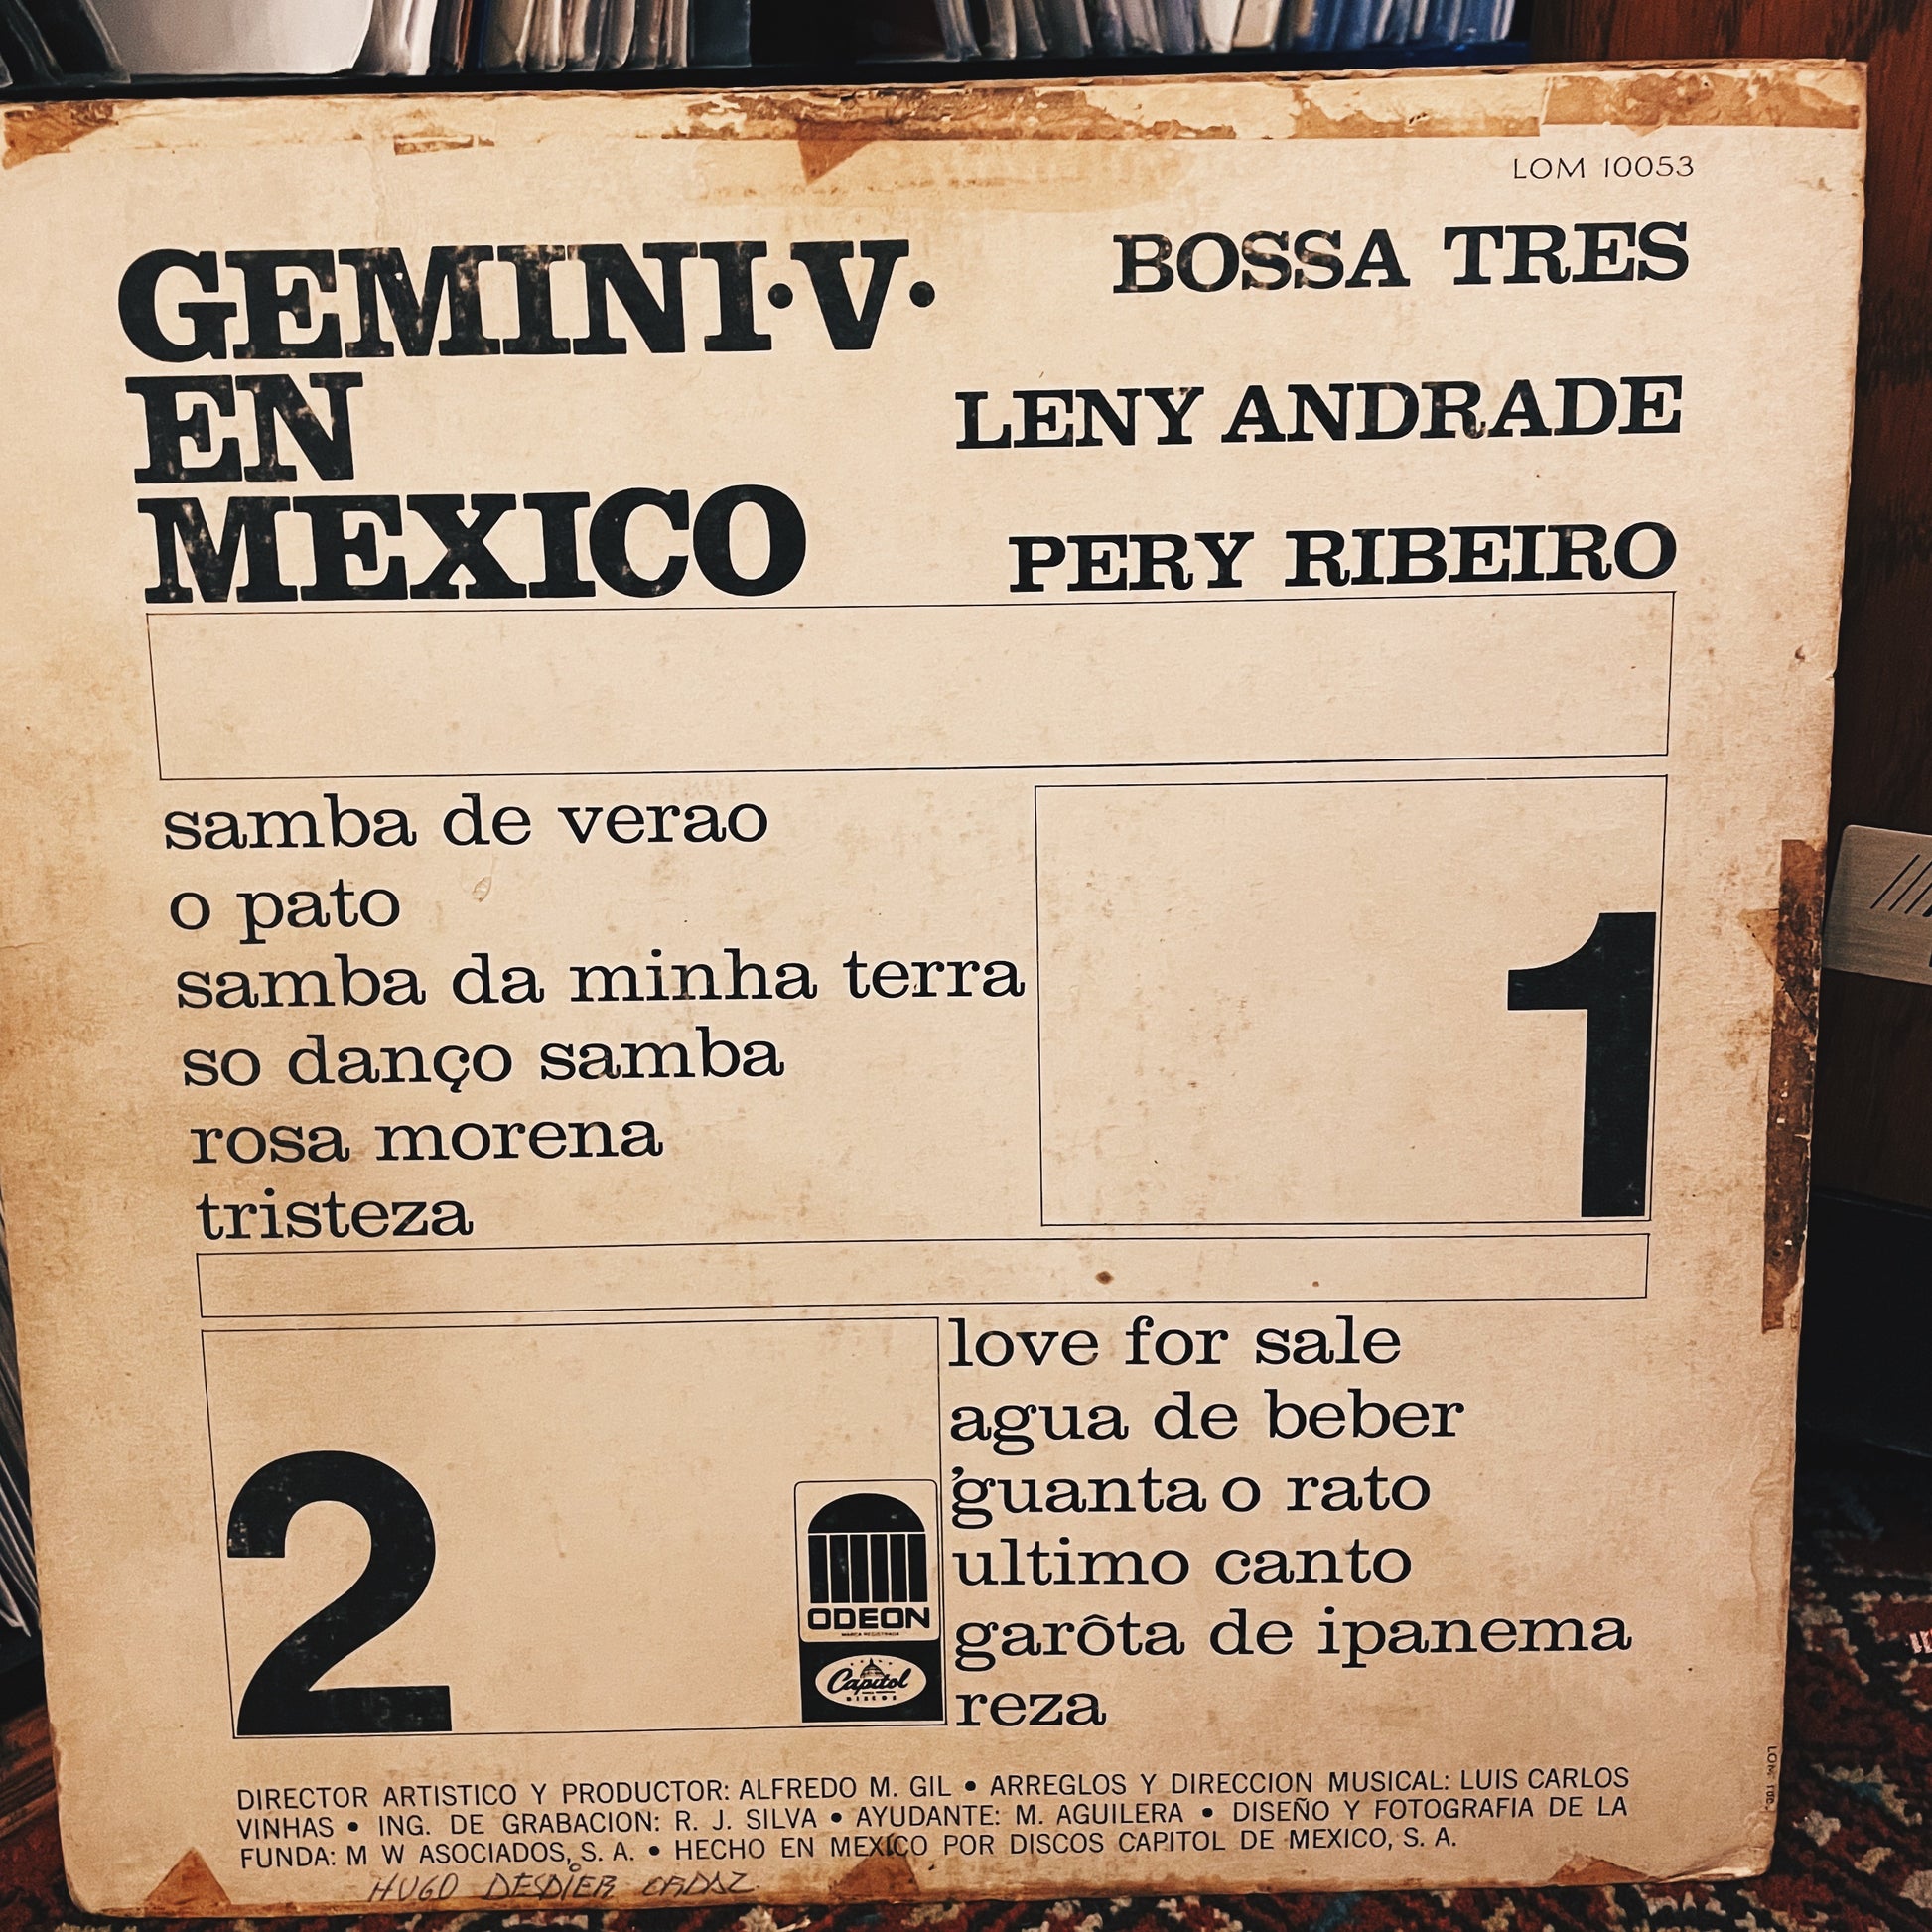 LOM 10053
GEMINI·V·
EN
MEXICO
BOSSA TRES
LENY ANDRADE
PERY RIBEIRO
samba de verao
o pato
samba da minha terra
so danço samba
rosa morena
tristeza
1
2
ODEON
MARCA REGISTRADA
Capitol
DISCOS
love for sale
agua de beber
'guanta o rato
ultimo canto
garôta de ipanema
reza
DIRECTOR ARTISTICO Y PRODUCTOR: ALFREDO M. GIL • ARREGLOS Y DIRECCION MUSICAL: LUIS CARLOS
VINHAS • ING. DE GRABACION: R. J. SILVA • AYUDANTE: M. AGUILERA • DISEÑO Y FOTOGRAFIA DE LA
FUNDA: M W ASOCIADOS, S. A. • HECHO EN MEXICO POR DISCOS CAPITOL DE MEXICO, S. A.
HUGO